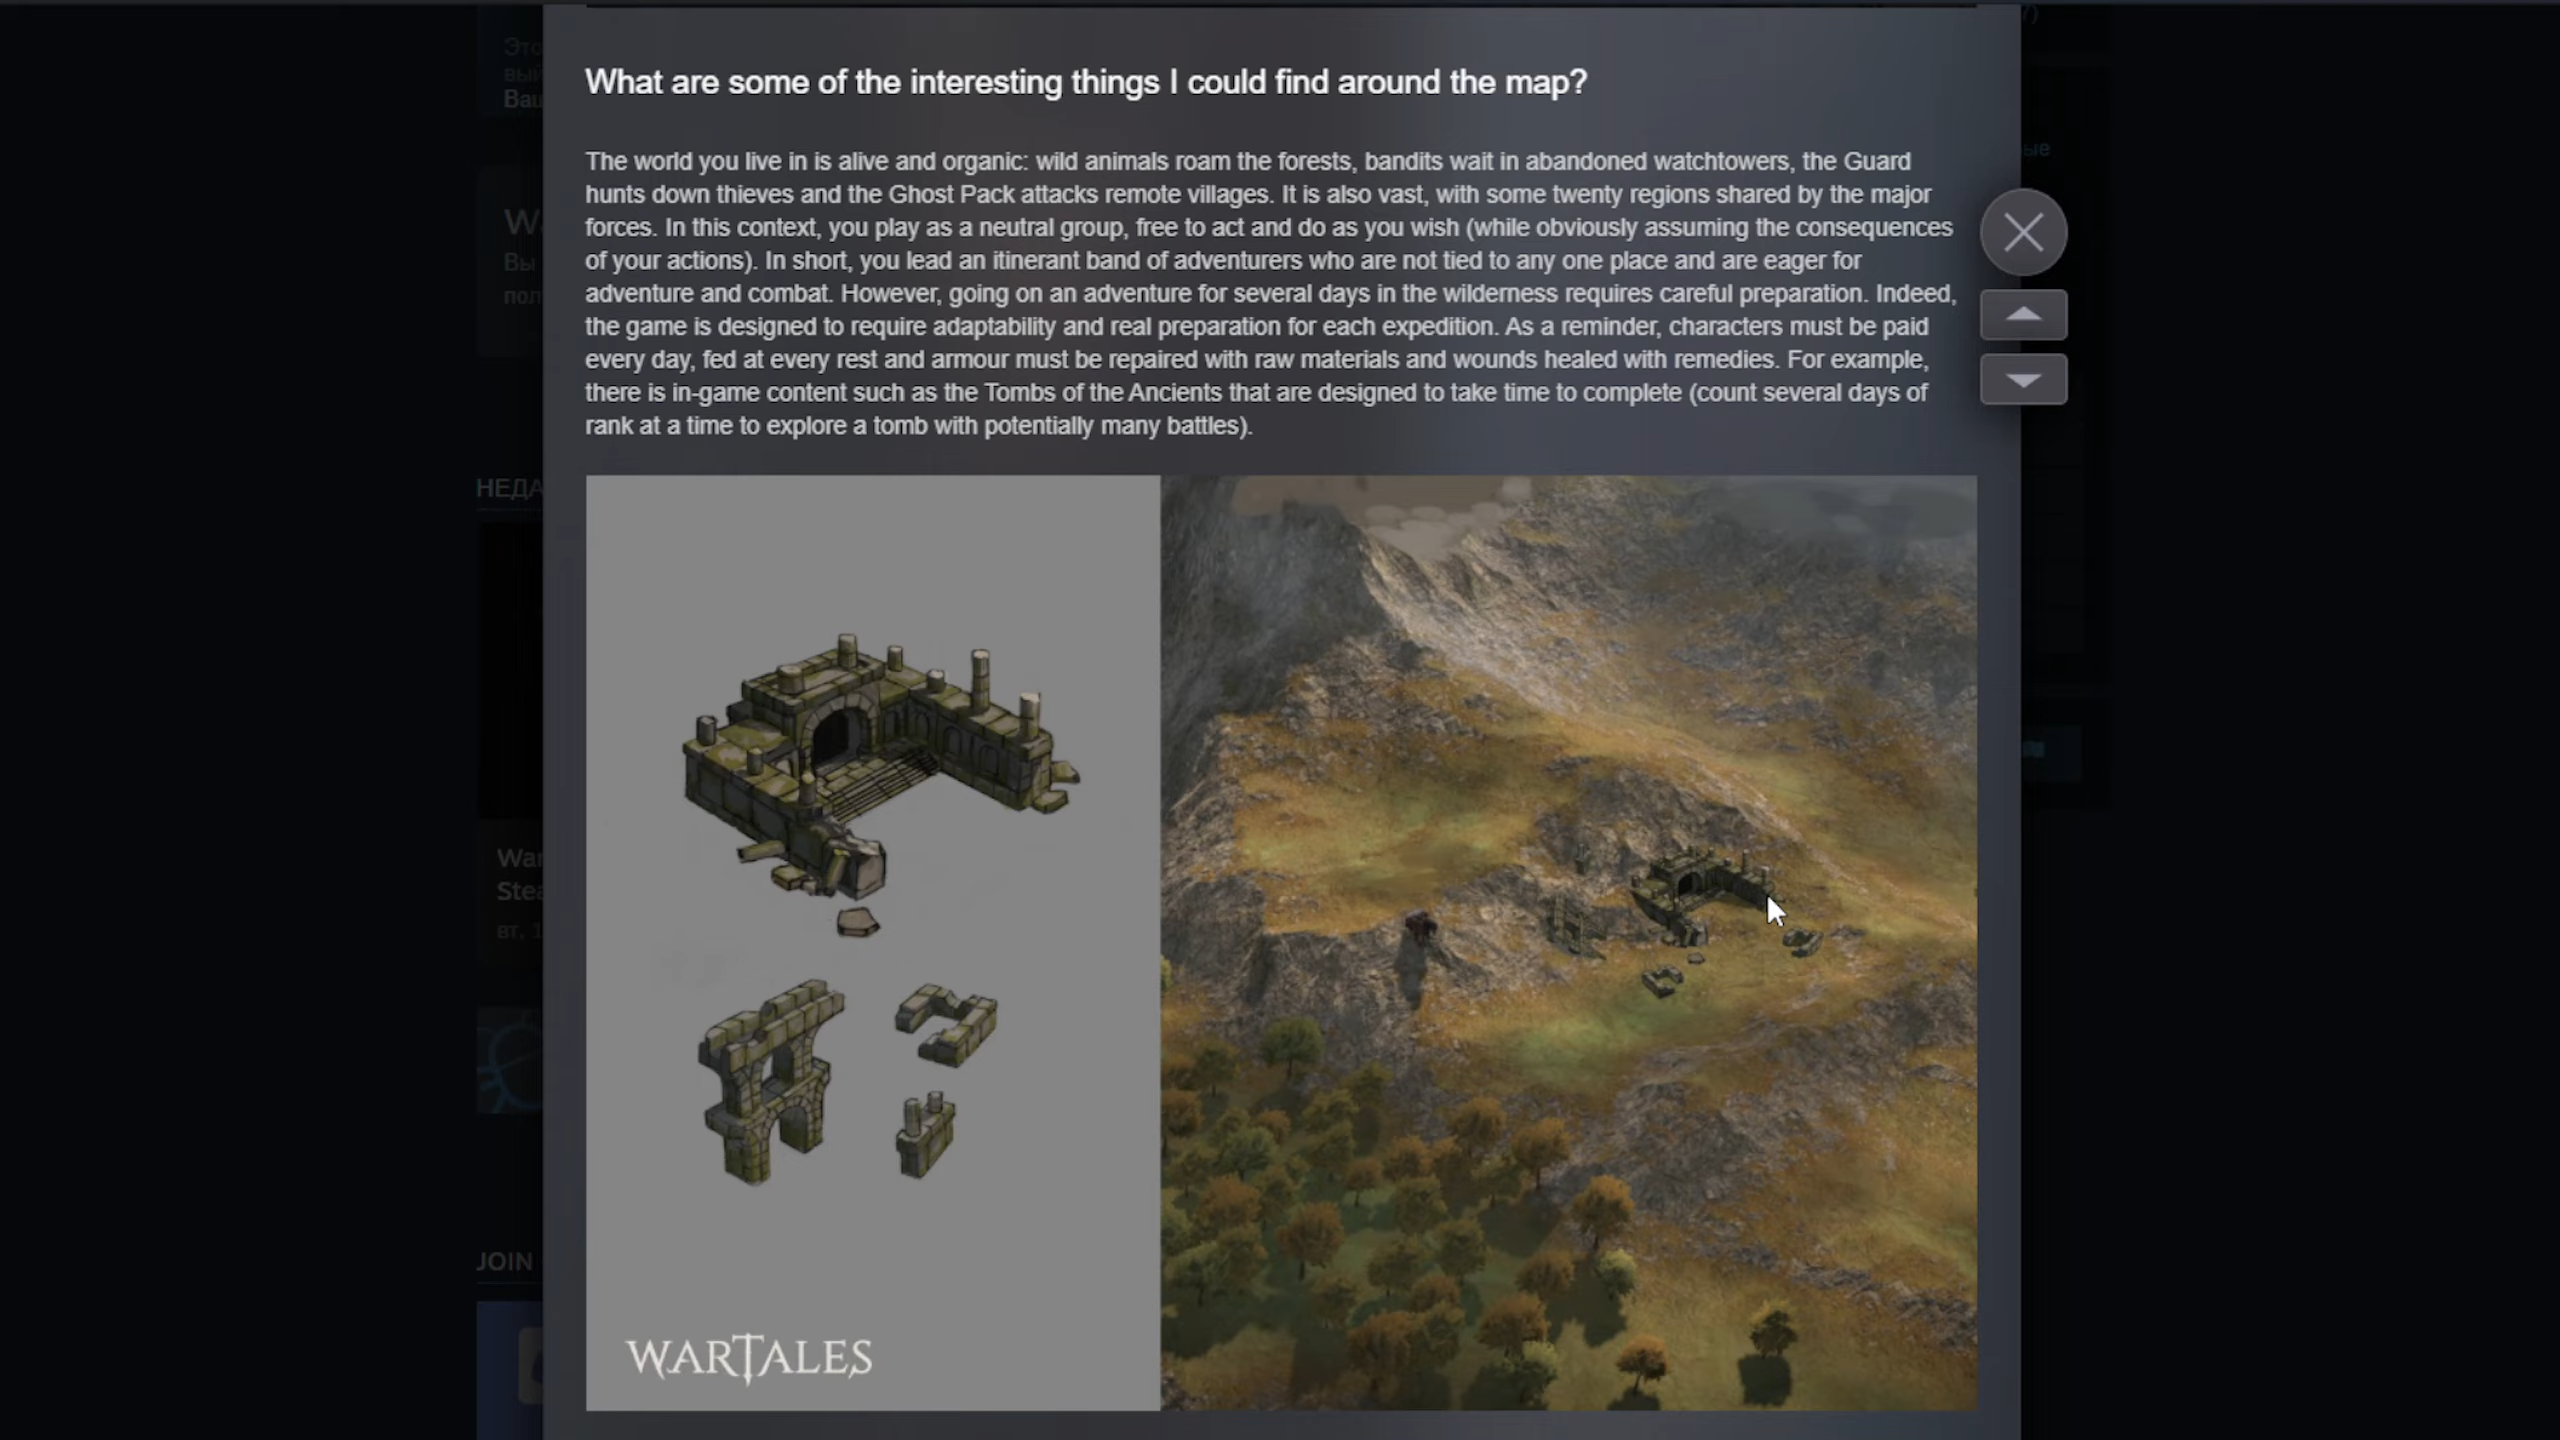 What are some of the interesting things I could find around the map?
The world you live in is alive and organic: wild animals roam the forests, bandits wait in abandoned watchtowers, the Guard
hunts down thieves and the Ghost Pack attacks remote villages. It is also vast, with some twenty regions shared by the major
forces. In this context, you play as a neutral group, free to act and do as you wish (while obviously assuming the consequences
of your actions). In short, you lead an itinerant band of adventurers who are not tied to any one place and are eager for
adventure and combat. However, going on an adventure for several days in the wilderness requires careful preparation. Indeed,
the game is designed to require adaptability and real preparation for each expedition. As a reminder, characters must be paid
every day, fed at every rest and armour must be repaired with raw materials and wounds healed with remedies. For example,
there is in-game content such as the Tombs of the Ancients that are designed to take time to complete (count several days of
rank at a time to explore a tomb with potentially many battles).
WARTALES
JOIN